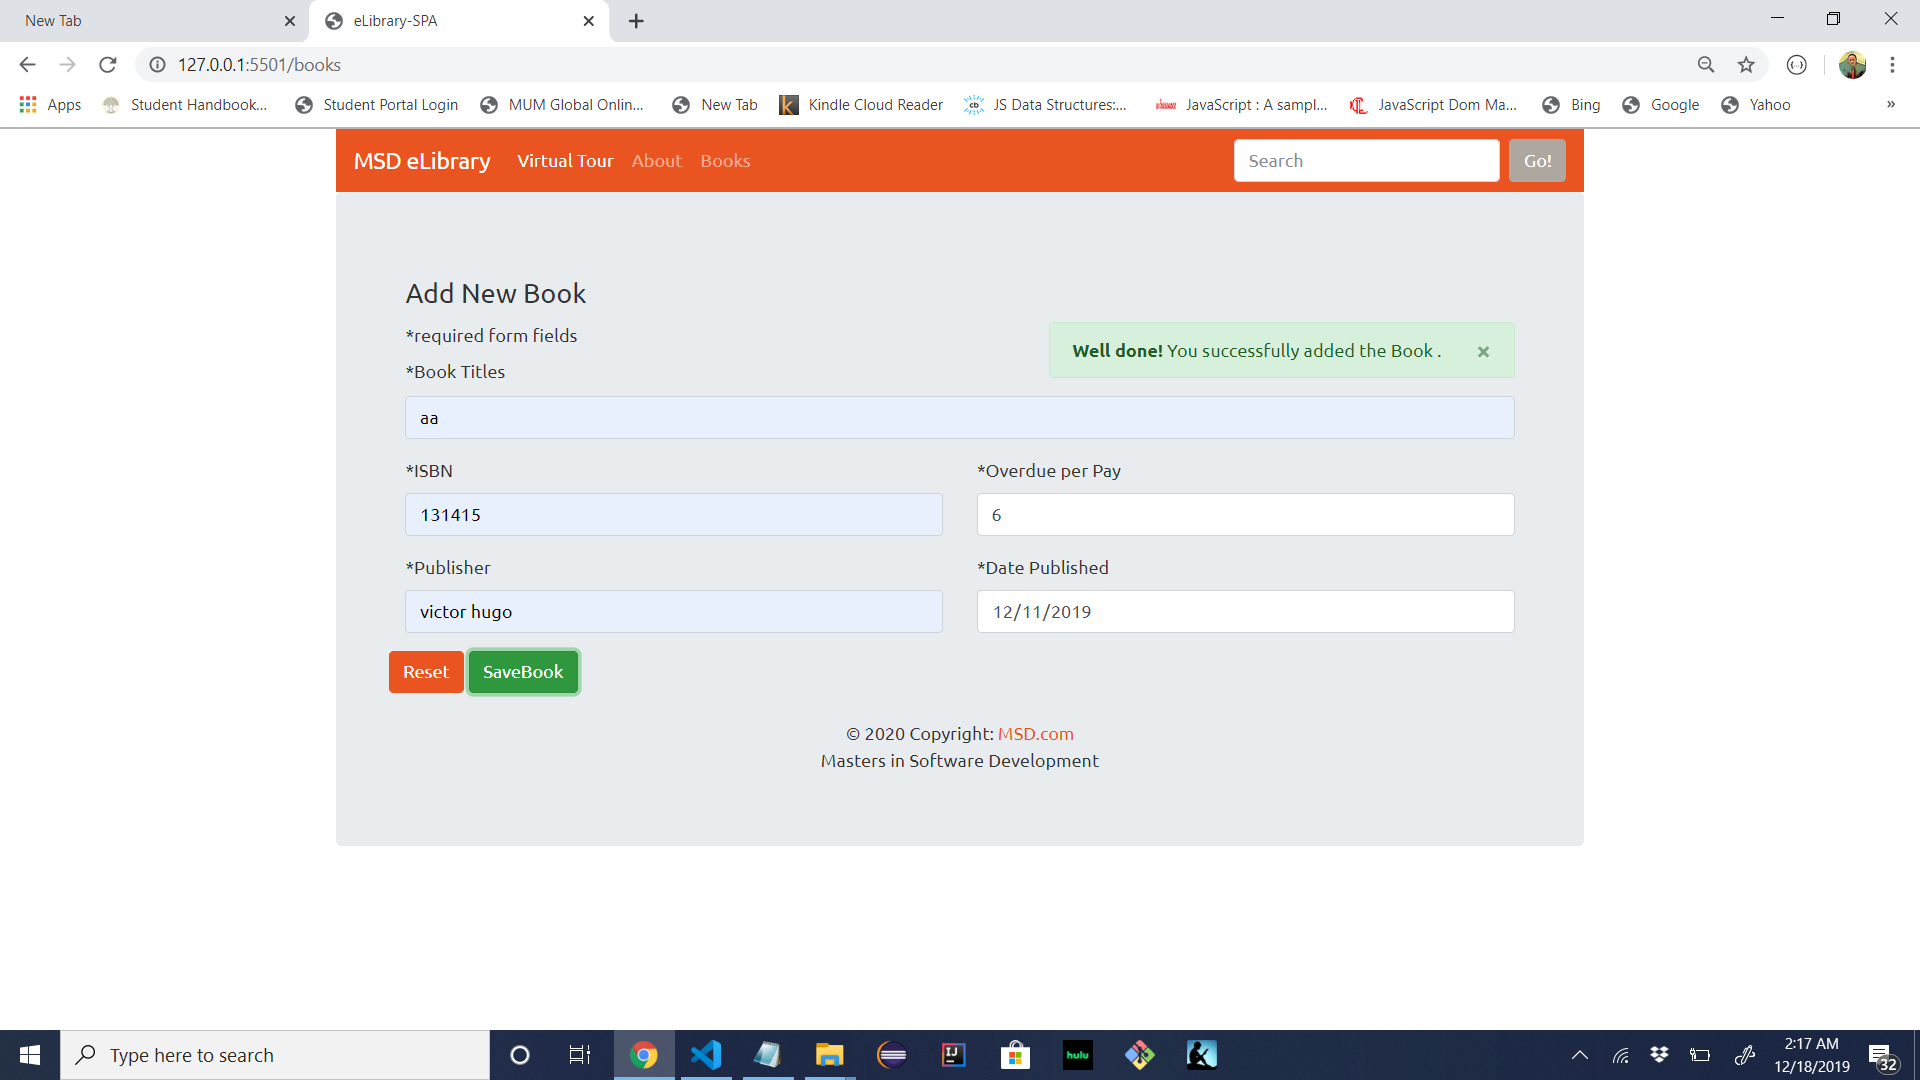 New Tab
eLibrary-SPA
127.0.0.1:5501/books
Apps
Student Handbook...
Student Portal Login
MUM Global Onlin...
New Tab
Kindle Cloud Reader
JS Data Structures:...
JavaScript : A sampl...
JavaScript Dom Ma...
Bing
Google
Yahoo
»
MSD eLibrary
Virtual Tour
About
Books
Search
Go!
Add New Book
*required form fields
Well done! You successfully added the Book .
×
*Book Titles
aa
*ISBN
*Overdue per Pay
131415
6
*Publisher
*Date Published
victor hugo
12/11/2019
Reset
SaveBook
© 2020 Copyright: MSD.com
Masters in Software Development
Type here to search
hulu
2:17 AM
12/18/2019
32